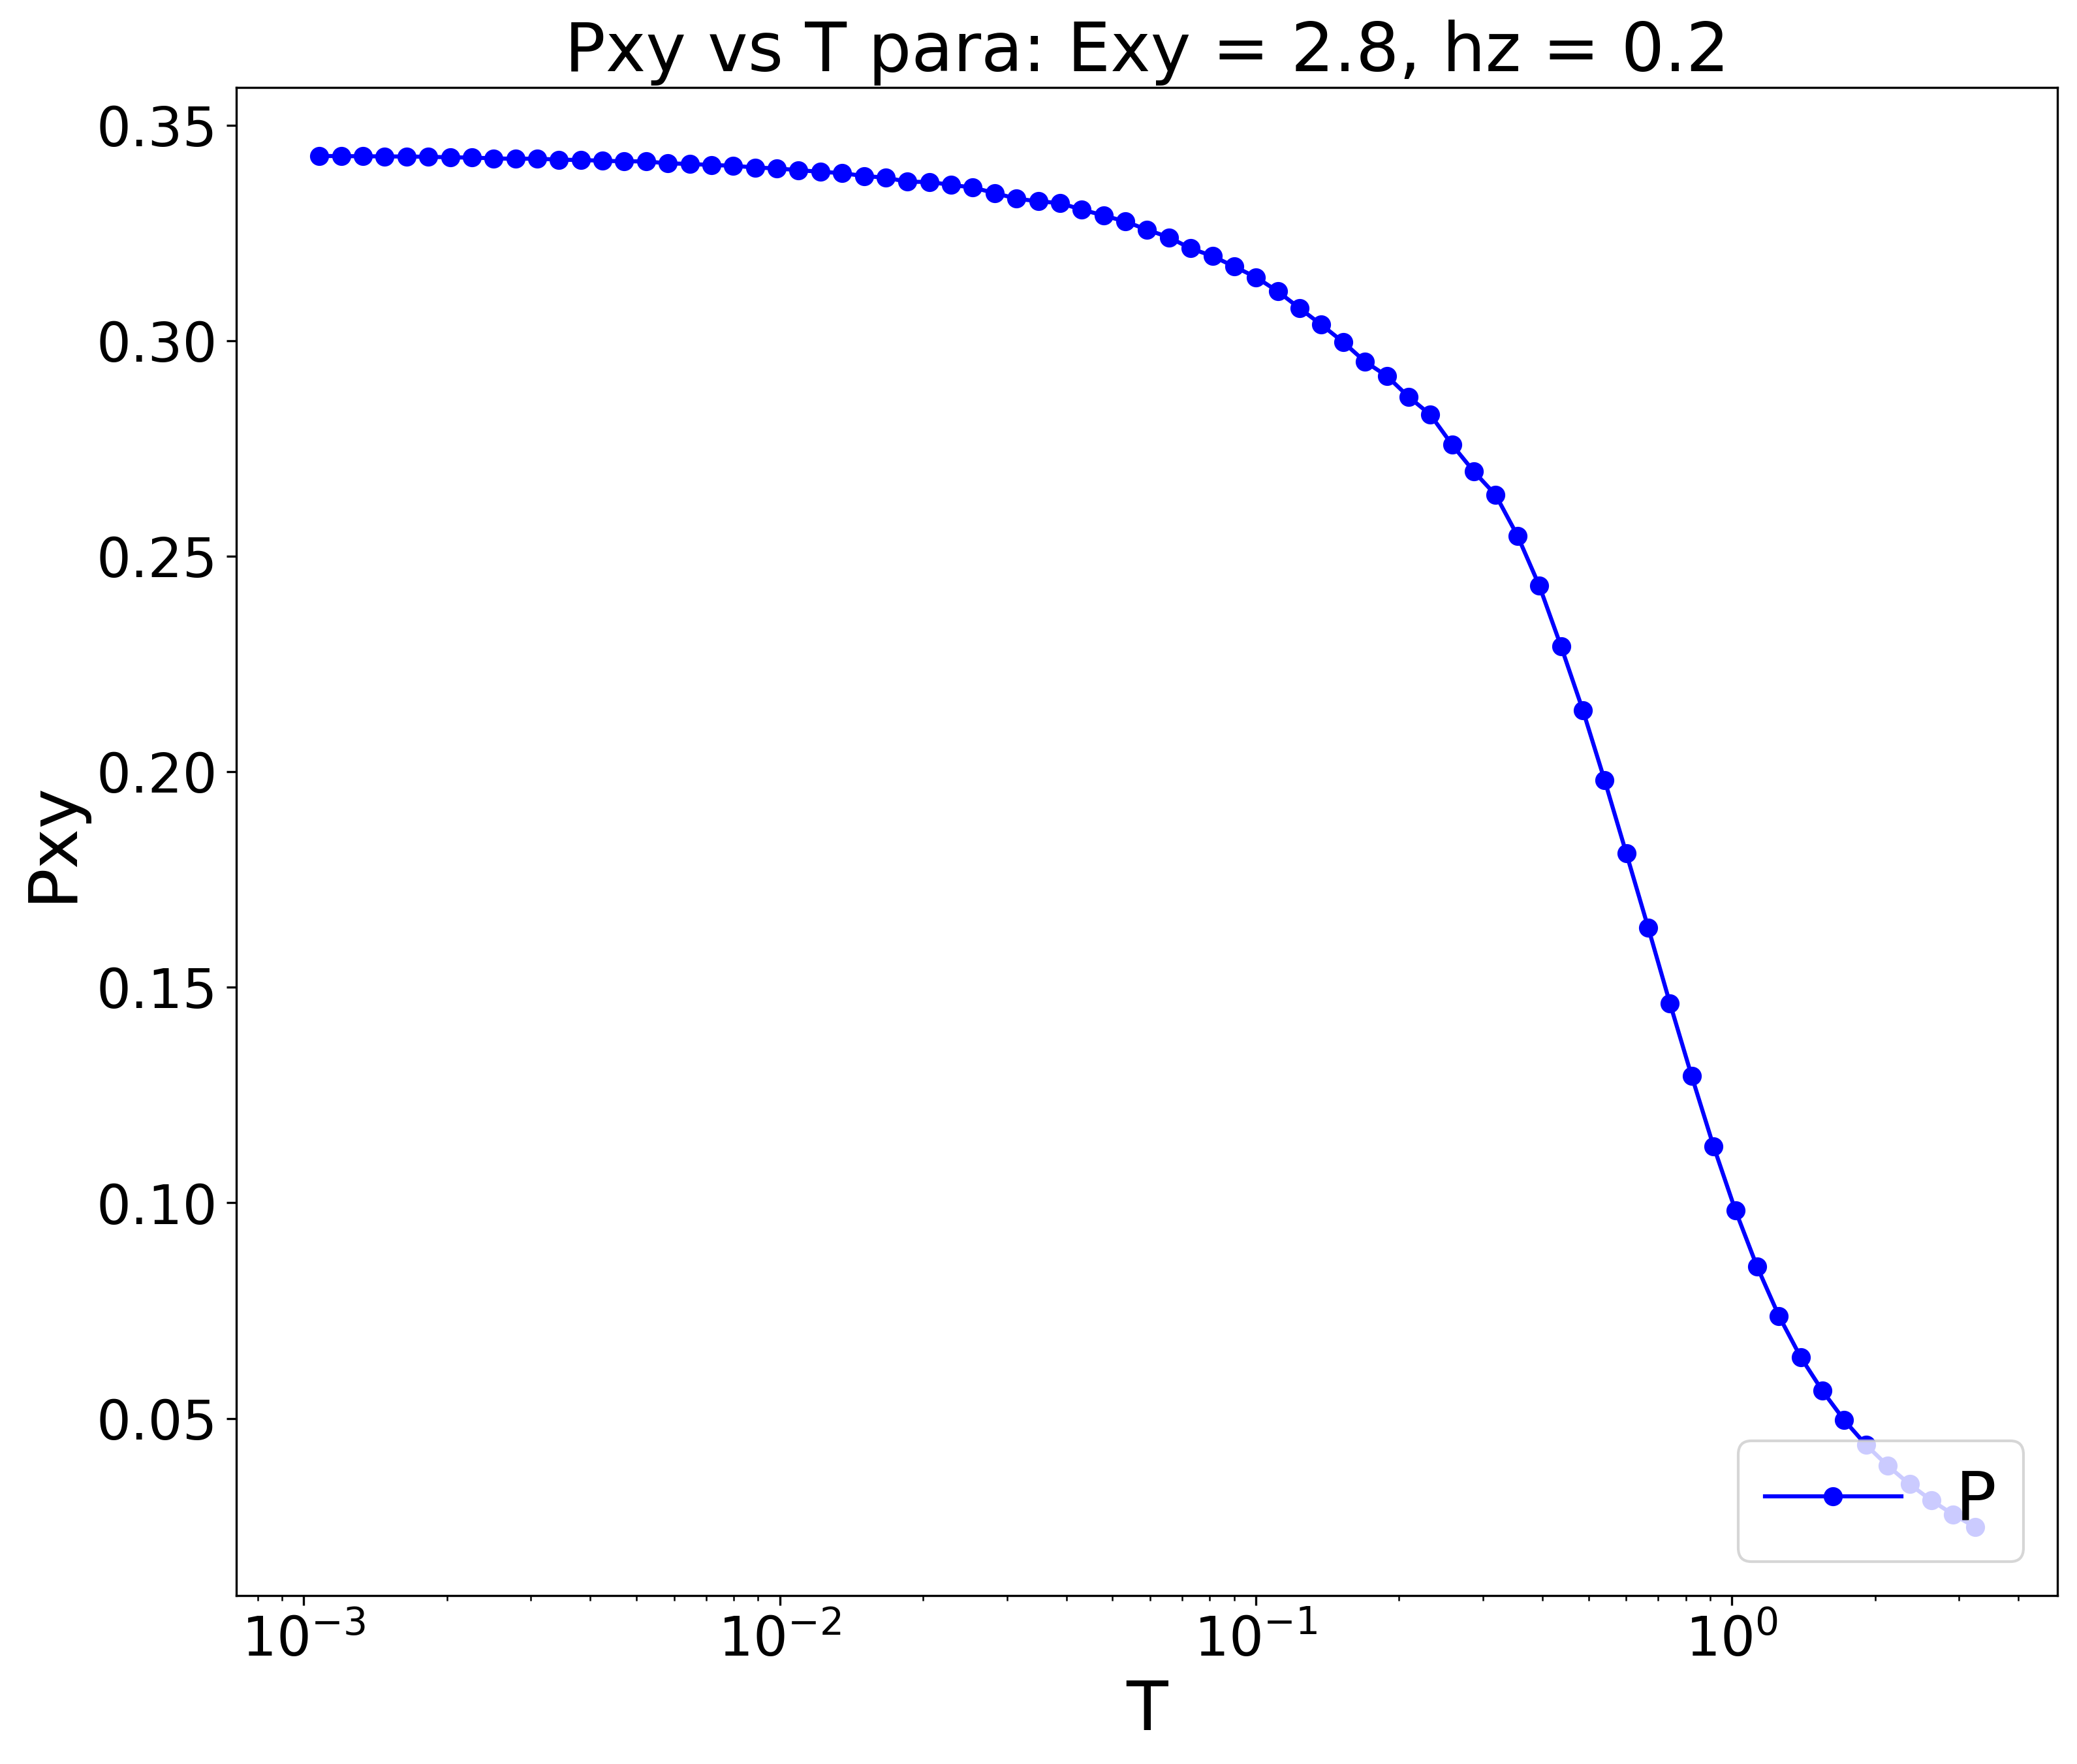 Pxy vs T para: Exy = 2.8, hz = 0.2
0.35
0.30
0.25
0.20
0.15
0.10
0.05
Pxy
P
10⁻³ 10⁻² 10⁻¹ 10⁰
T